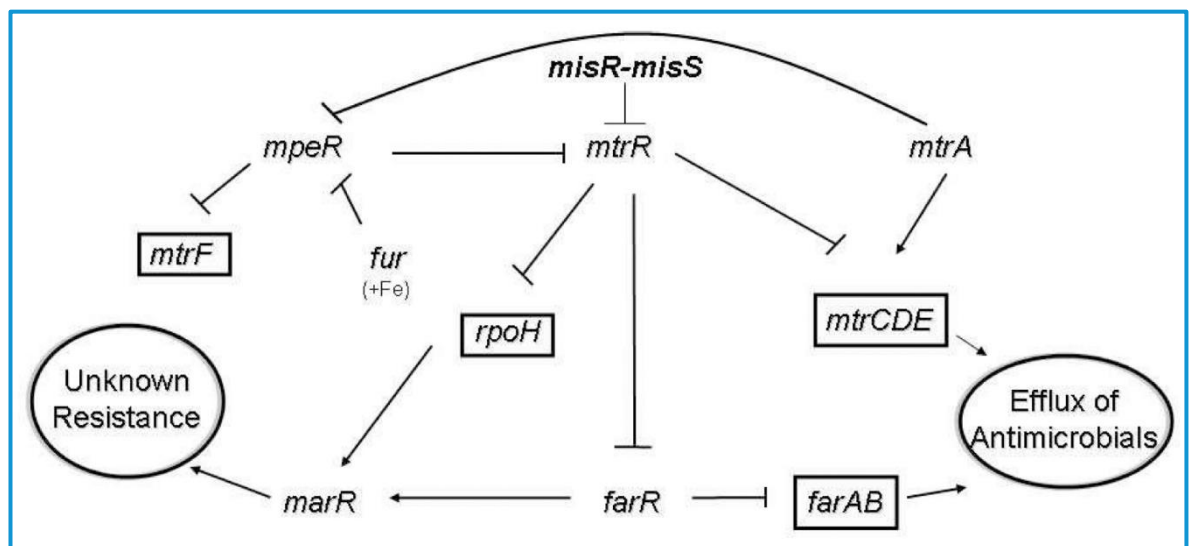 misR-misS
mpeR
mtrR
mtrA
mtrF
fur
(+Fe)
rpoH
mtrCDE
Unknown
Resistance
Efflux of
Antimicrobials
marR
farR
farAB